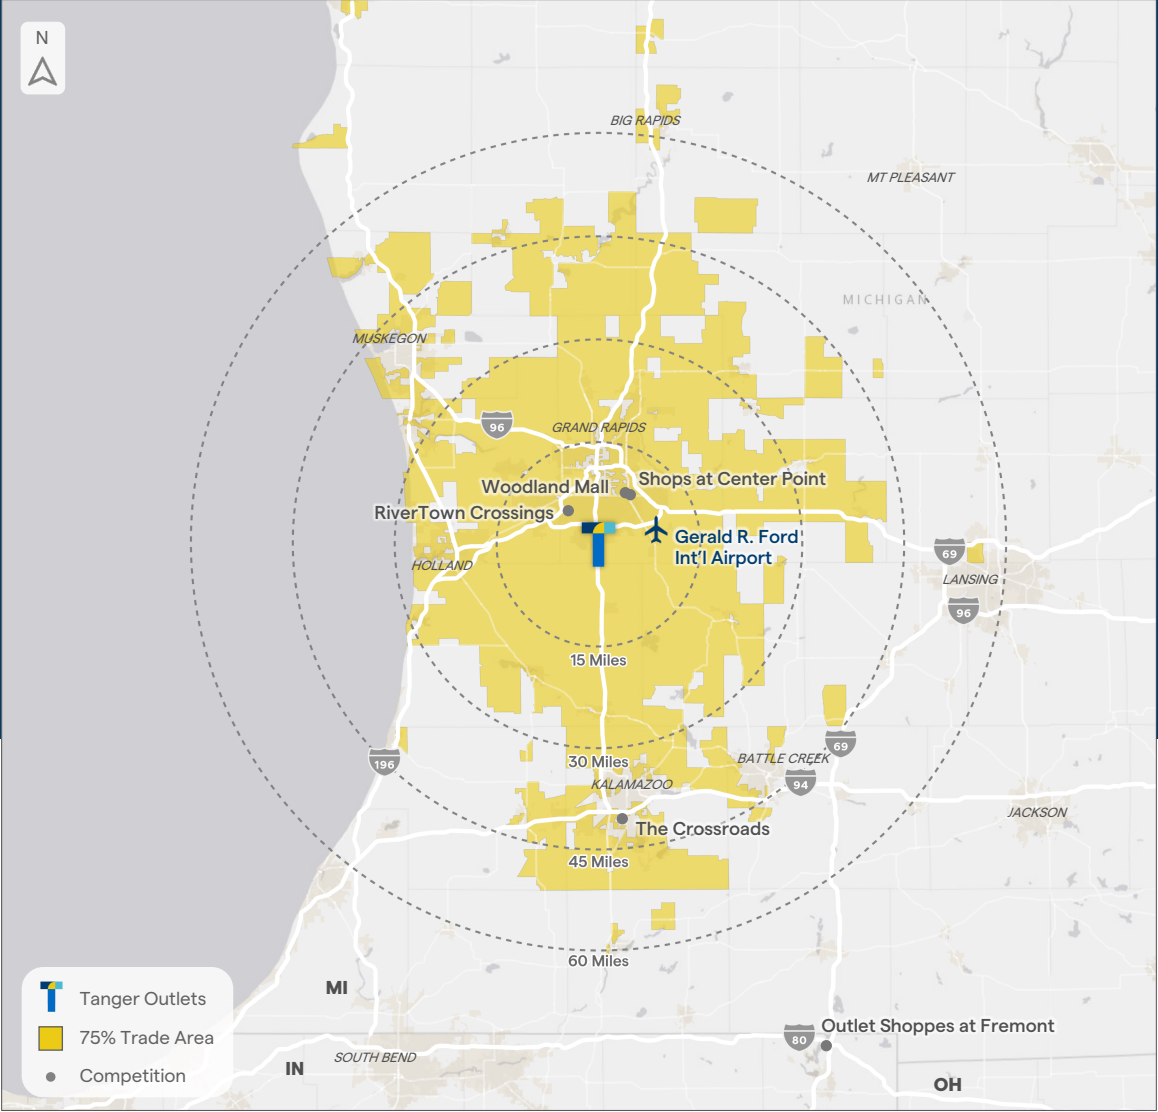 N
BIG RAPIDS
MT PLEASANT
MICHIGAN
MUSKEGON
96
GRAND RAPIDS
Woodland Mall
Shops at Center Point
RiverTown Crossings
Gerald R. Ford
Int'l Airport
HOLLAND
69
LANSING
96
15 Miles
30 Miles
196
69
BATTLE CREEK
94
KALAMAZOO
JACKSON
The Crossroads
45 Miles
60 Miles
MI
Tanger Outlets
75% Trade Area
Competition
Outlet Shoppes at Fremont
80
SOUTH BEND
IN
OH